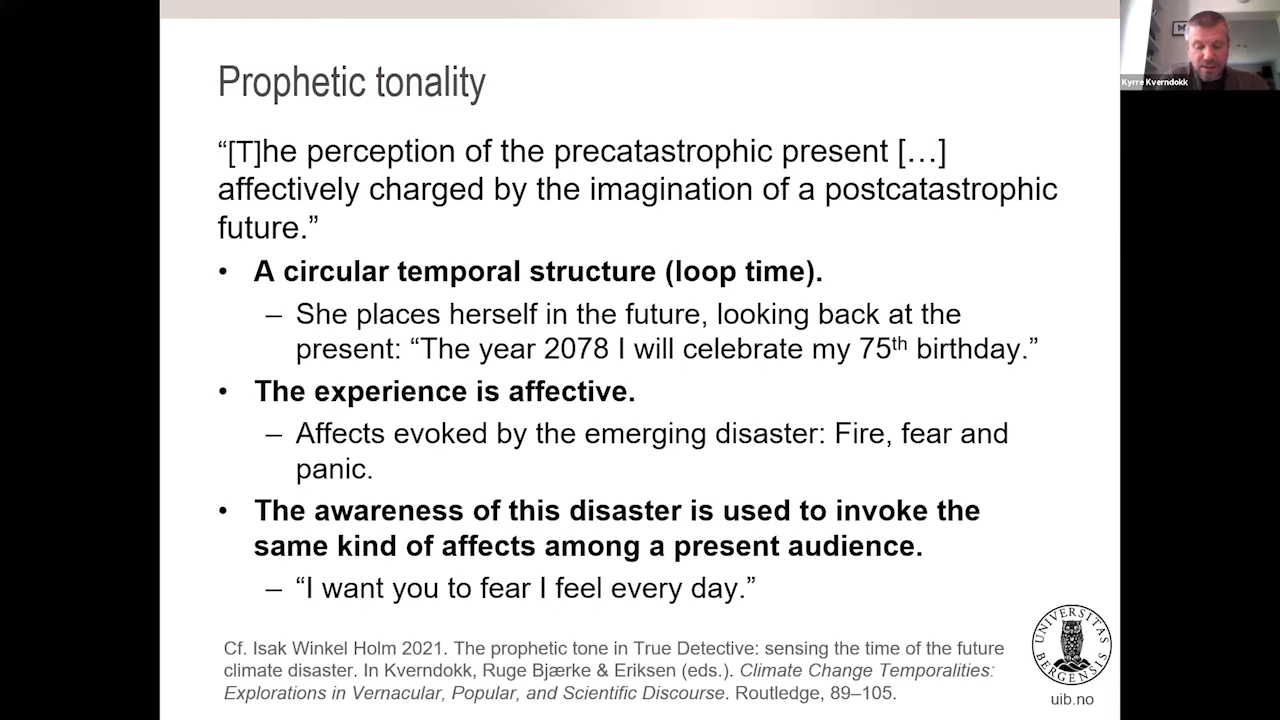 Prophetic tonality
“[T]he perception of the precatastrophic present […]
affectively charged by the imagination of a postcatastrophic
future.”
• A circular temporal structure (loop time).
– She places herself in the future, looking back at the
present: “The year 2078 I will celebrate my 75th birthday.”
• The experience is affective.
– Affects evoked by the emerging disaster: Fire, fear and
panic.
• The awareness of this disaster is used to invoke the
same kind of affects among a present audience.
– “I want you to fear I feel every day.”
Cf. Isak Winkel Holm 2021. The prophetic tone in True Detective: sensing the time of the future
climate disaster. In Kverndokk, Ruge Bjærke & Eriksen (eds.). Climate Change Temporalities:
Explorations in Vernacular, Popular, and Scientific Discourse. Routledge, 89–105.
UNIVERSITAS
BERGENSIS
uib.no
Kyrre Kverndokk